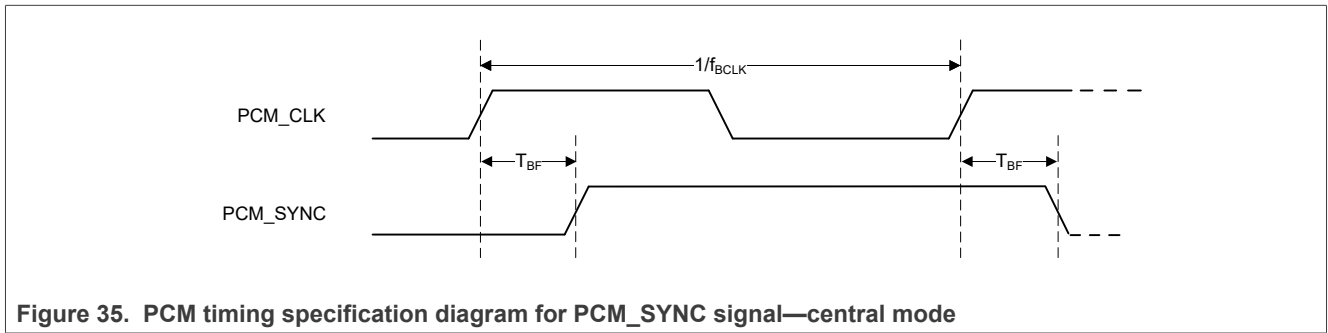 1/fBCLK
PCM_CLK
TBF TBF
PCM_SYNC
Figure 35. PCM timing specification diagram for PCM_SYNC signal—central mode